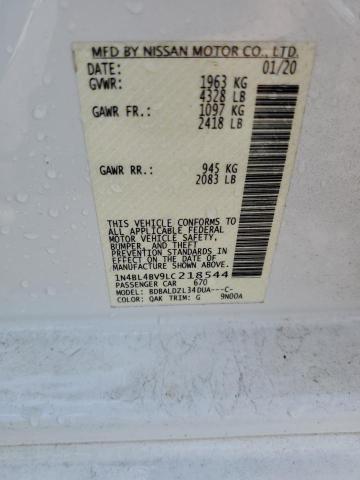 MFD BY NISSAN MOTOR CO., LTD.
DATE: 01/20
GVWR: 1963 KG
4328 LB
GAWR FR.: 1097 KG
2418 LB
GAWR RR.: 945 KG
2083 LB
THIS VEHICLE CONFORMS TO
ALL APPLICABLE FEDERAL
MOTOR VEHICLE SAFETY,
BUMPER, AND THEFT
PREVENTION STANDARDS IN
EFFECT ON THE DATE OF
MANUFACTURE SHOWN ABOVE.
1N4BL4BV9LC218544
PASSENGER CAR 670
MODEL: BDBALDZL34DUA---C-
COLOR: QAK TRIM: G 9N00A